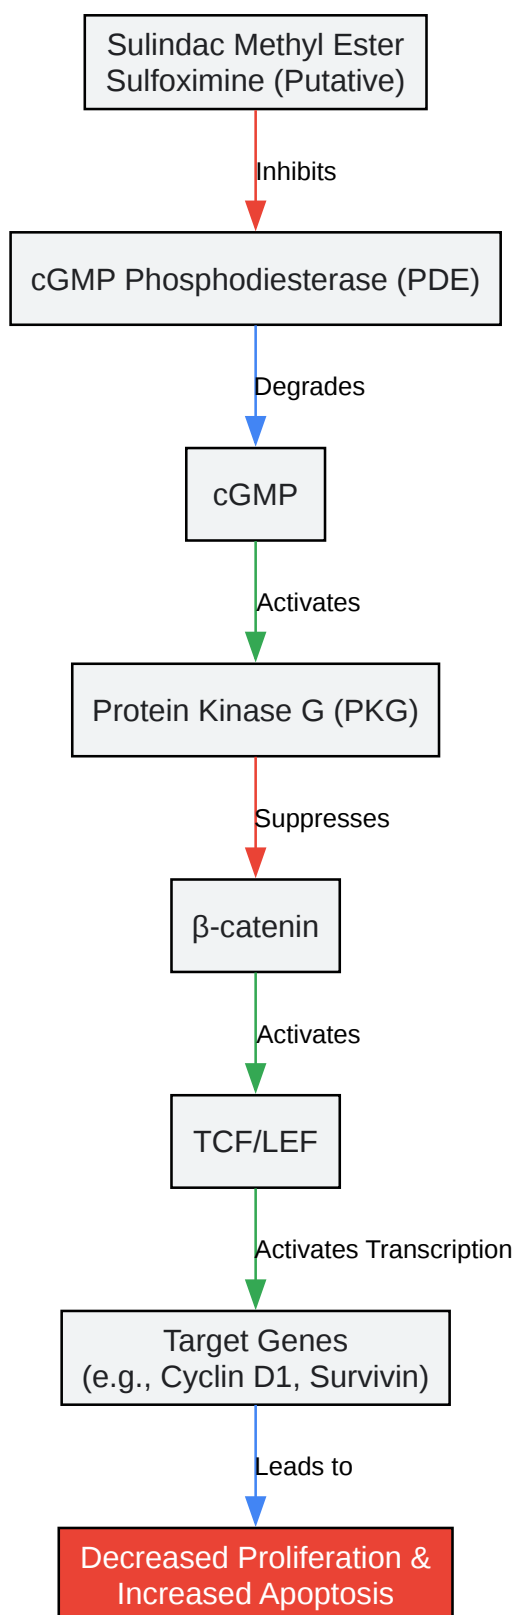 Sulindac Methyl Ester
Sulfoximine (Putative)
Inhibits
cGMP Phosphodiesterase (PDE)
Degrades
cGMP
Activates
Protein Kinase G (PKG)
Suppresses
β-catenin
Activates
TCF/LEF
Activates Transcription
Target Genes
(e.g., Cyclin D1, Survivin)
Leads to
Decreased Proliferation &
Increased Apoptosis